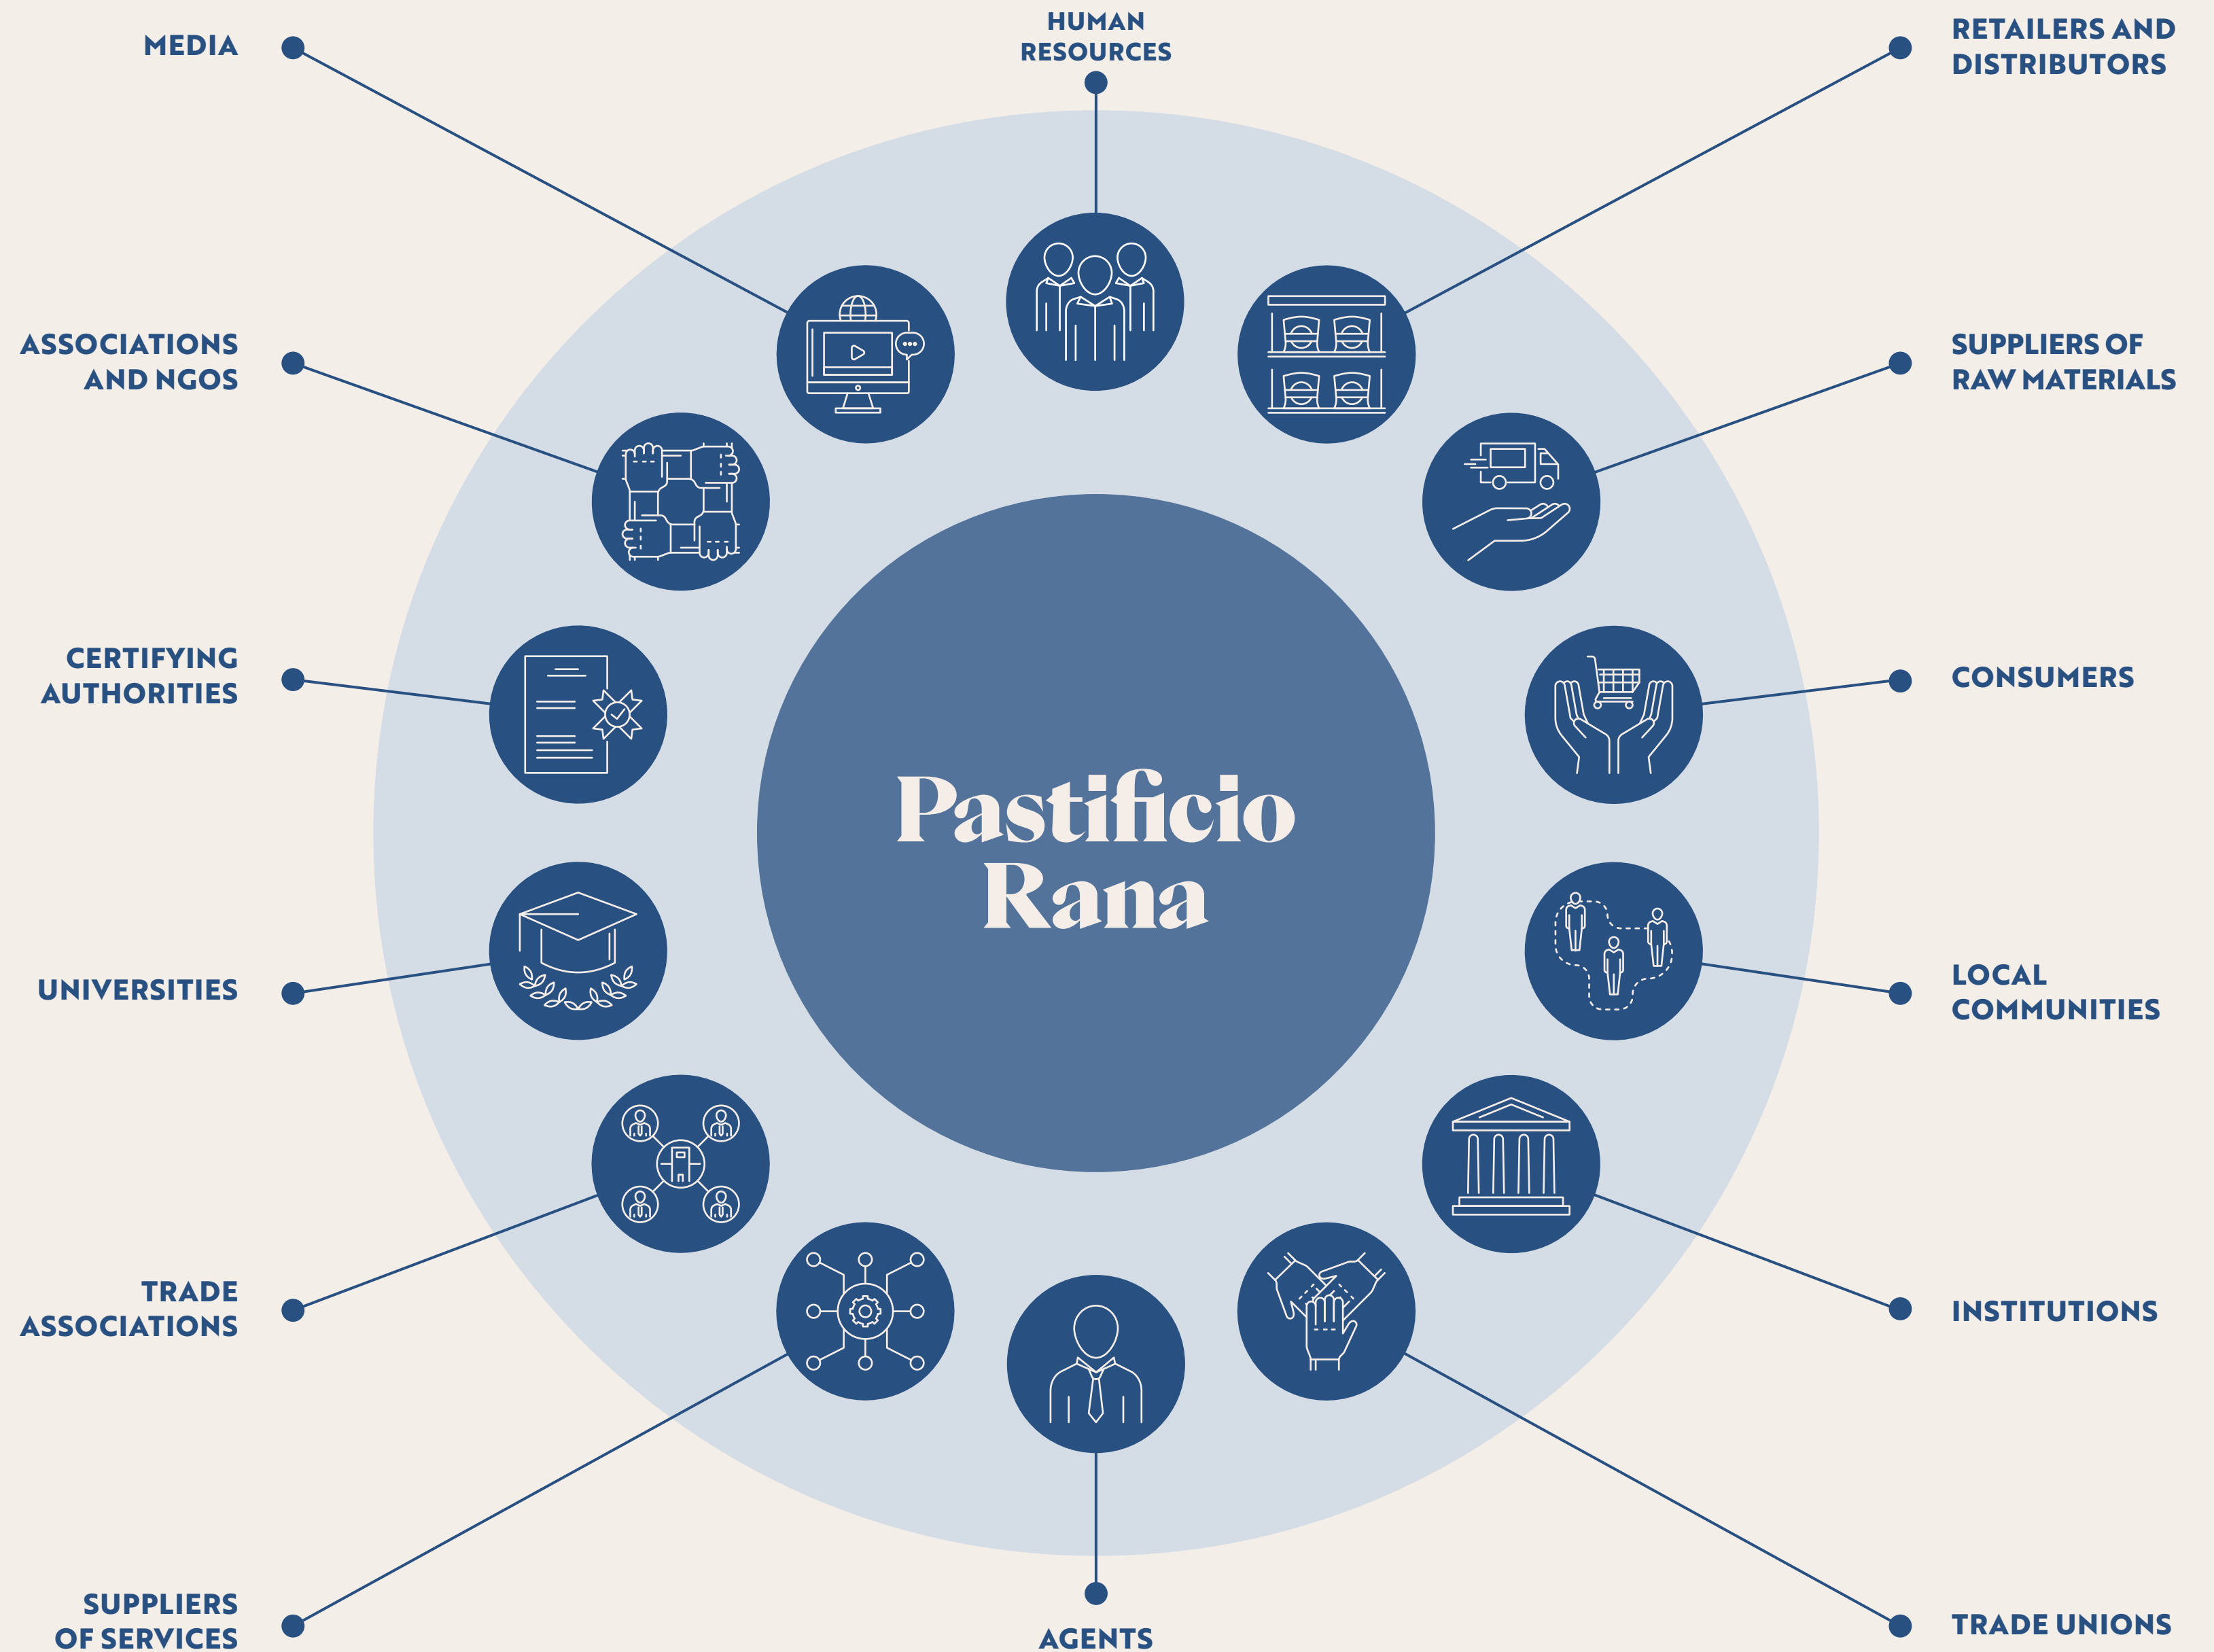 HUMAN
RESOURCES
MEDIA
RETAILERS AND
DISTRIBUTORS
ASSOCIATIONS
AND NGOS
SUPPLIERS OF
RAW MATERIALS
CERTIFYING
AUTHORITIES
CONSUMERS
Pastificio
Rana
UNIVERSITIES
LOCAL
COMMUNITIES
TRADE
ASSOCIATIONS
INSTITUTIONS
SUPPLIERS
OF SERVICES
AGENTS
TRADE UNIONS